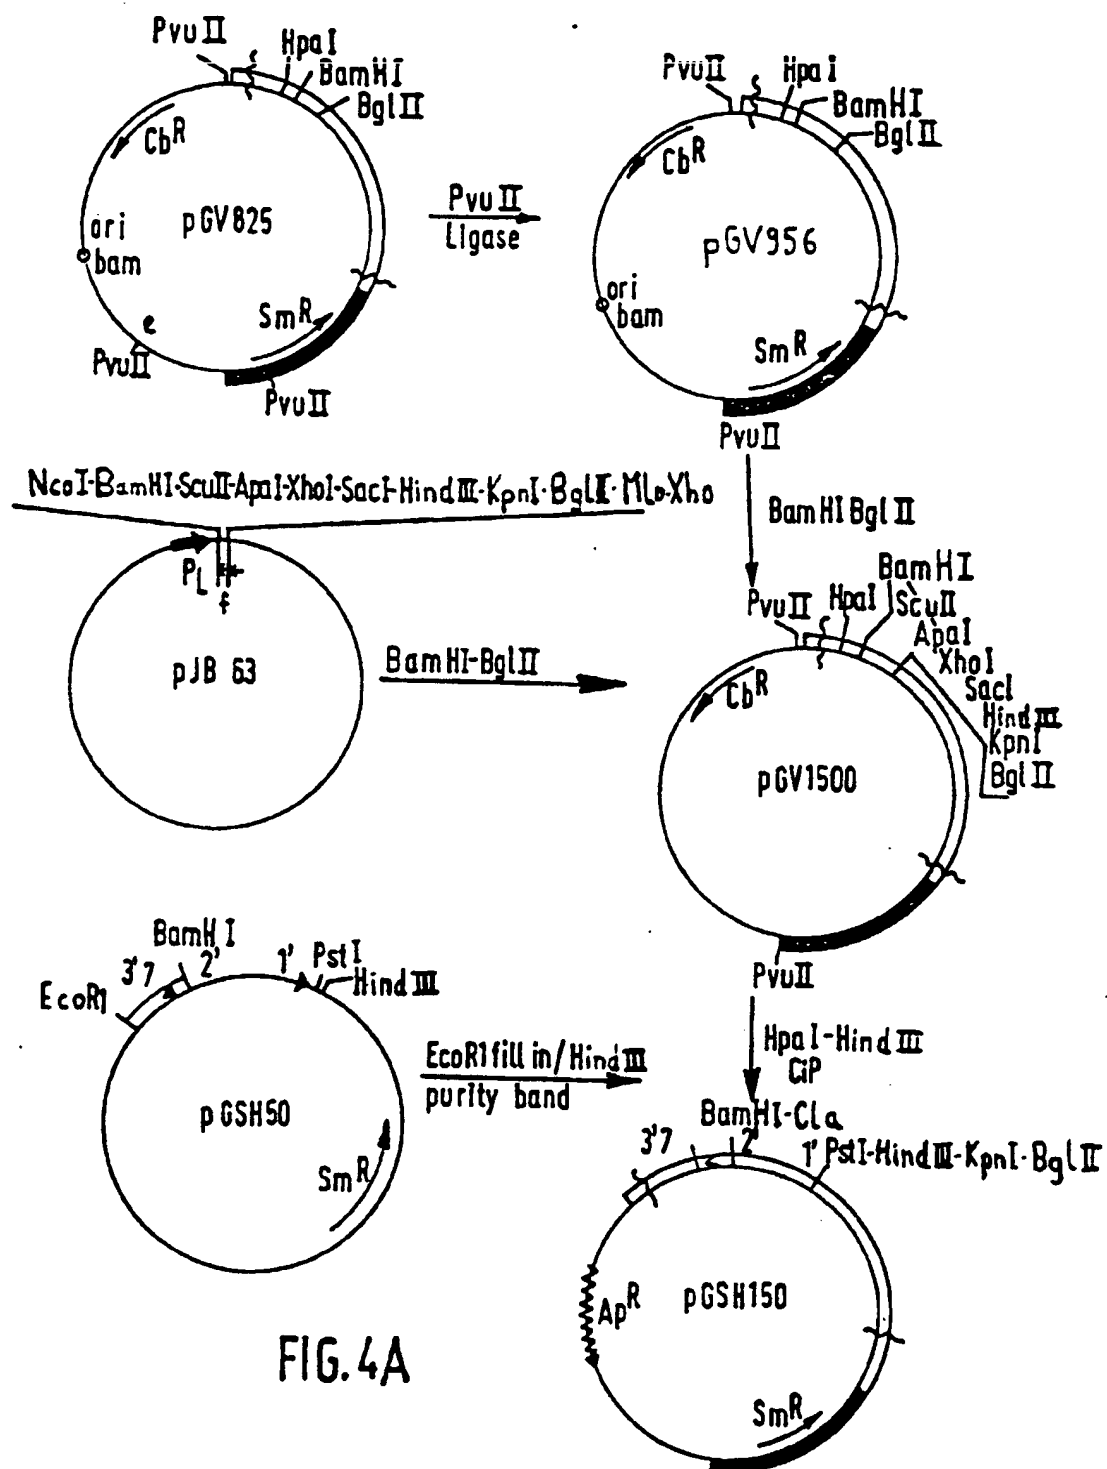 PvuII
HpaI
BamHI
BglII
CbR
pGV825
ori
bam
e
SmR
PvuII
PvuII
PvuII
Ligase
PvuII
HpaI
BamHI
BglII
CbR
pGV956
ori
bam
SmR
PvuII
NcoI-BamHI-ScuII-ApaI-XhoI-SacI-HindIII-KpnI-BglII-MLo-Xho
PL
f
pJB 63
BamHI-BglII
BamHI BglII
PvuII
HpaI
BamHI
ScuII
ApaI
XhoI
SacI
HindIII
KpnI
BglII
CbR
pGV1500
PvuII
BamHI
3'7
2'
1'
PstI
HindIII
EcoR1
pGSH50
SmR
EcoR1 fill in/HindIII
purity band
HpaI-HindIII
CiP
BamHI-Cla
3'7
2'
1'
PstI-HindIII-KpnI-BglII
ApR
pGSH150
SmR
FIG. 4A